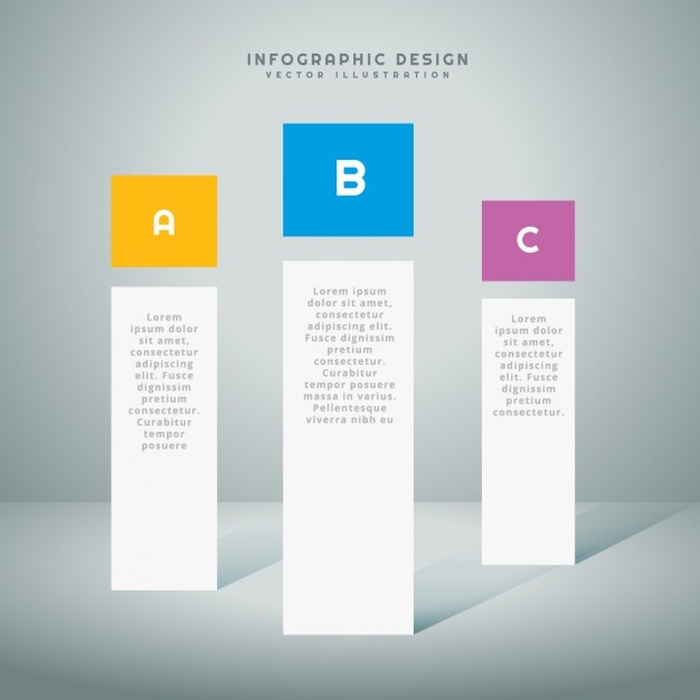 INFOGRAPHIC DESIGN
VECTOR ILLUSTRATION
A
Lorem
ipsum dolor
sit amet,
consectetur
adipiscing
elit. Fusce
dignissim
pretium
consectetur.
Curabitur
tempor
posuere
B
Lorem ipsum
dolor sit amet,
consectetur
adipiscing elit.
Fusce dignissim
pretium
consectetur.
Curabitur
tempor posuere
massa in varius.
Pellentesque
viverra nibh eu
C
Lorem
ipsum dolor
sit amet,
consectetur
adipiscing
elit. Fusce
dignissim
pretium
consectetur.